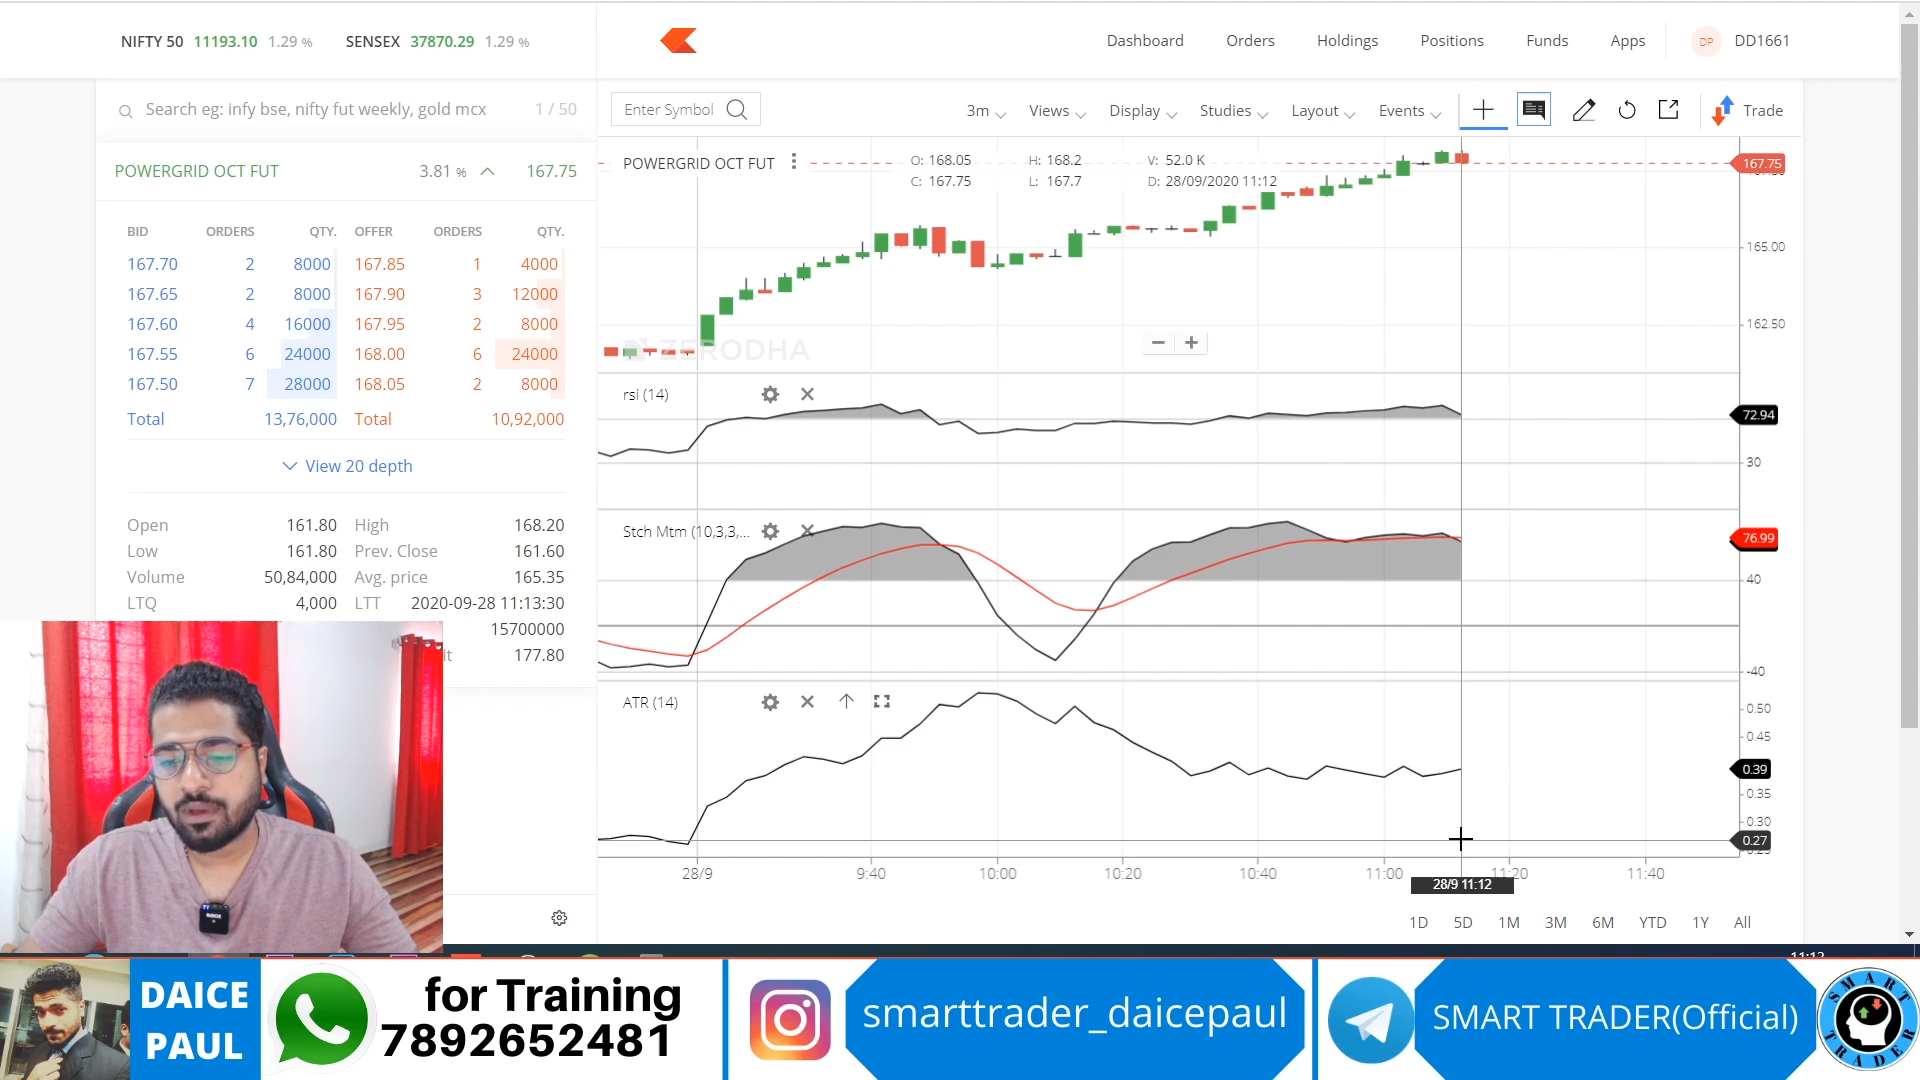 NIFTY 50 11193.10 1.29 % SENSEX 37870.29 1.29 %
Dashboard Orders Holdings Positions Funds Apps DP DD1661
Search eg: infy bse, nifty fut weekly, gold mcx 1 / 50
Enter Symbol 3m Views Display Studies Layout Events Trade
POWERGRID OCT FUT 3.81 % 167.75
POWERGRID OCT FUT O: 168.05 H: 168.2 V: 52.0 K
C: 167.75 L: 167.7 D: 28/09/2020 11:12
167.75
165.00
162.50
ZERODHA
BID ORDERS QTY. OFFER ORDERS QTY.
167.70 2 8000 167.85 1 4000
167.65 2 8000 167.90 3 12000
167.60 4 16000 167.95 2 8000
167.55 6 24000 168.00 6 24000
167.50 7 28000 168.05 2 8000
Total 13,76,000 Total 10,92,000
View 20 depth
Open 161.80 High 168.20
Low 161.80 Prev. Close 161.60
Volume 50,84,000 Avg. price 165.35
LTQ 4,000 LTT 2020-09-28 11:13:30
15700000
it 177.80
rsi (14)
72.94
30
Stch Mtm (10,3,3,...
76.99
40
-40
ATR (14)
0.50
0.45
0.39
0.35
0.30
0.27
28/9 9:40 10:00 10:20 10:40 11:00 11:20 11:40
28/9 11:12
1D 5D 1M 3M 6M YTD 1Y All
DAICE
PAUL
for Training
7892652481
smarttrader_daicepaul
SMART TRADER(Official)
SMART
TRADER